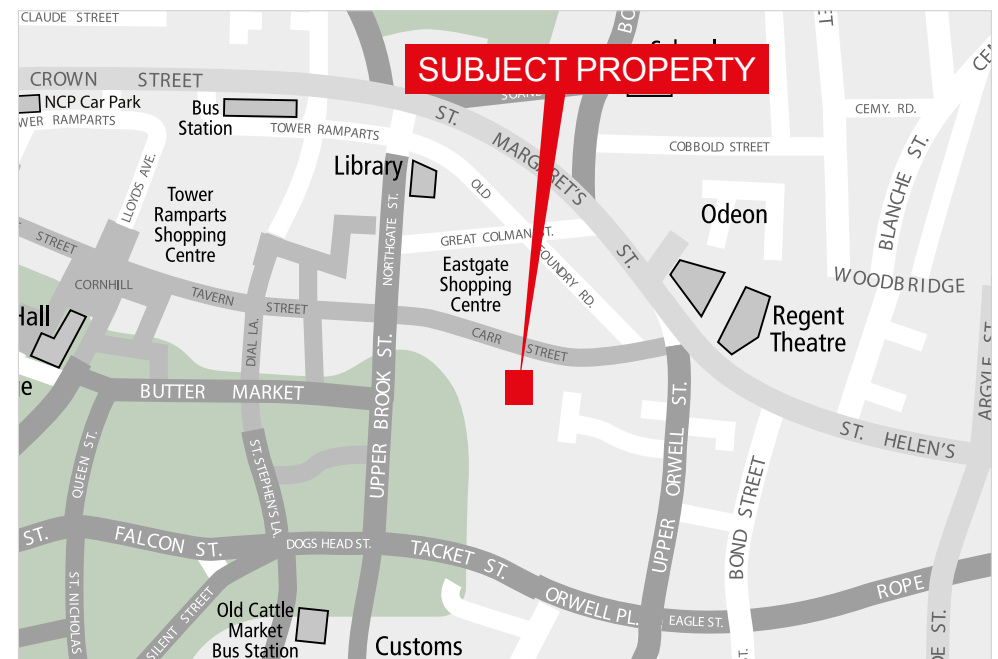 CLAUDE STREET
SUBJECT PROPERTY
CROWN STREET
NCP Car Park
Bus
Station
WER RAMPARTS
TOWER RAMPARTS
CEMY. RD.
COBBOLD STREET
ST. MARGARET'S ST.
BLANCHE ST.
LLOYDS AVE.
Library
OLD FOUNDRY RD.
Tower
Ramparts
Shopping
Centre
NORTHGATE ST.
Odeon
GREAT COLMAN ST.
STREET
Eastgate
Shopping
Centre
WOODBRIDGE
CORNHILL
TAVERN STREET
Hall
DIAL LA.
CARR STREET
Regent
Theatre
ARGYLE ST.
e
BUTTER MARKET
UPPER BROOK ST.
UPPER ORWELL ST.
ST. HELEN'S
QUEEN ST.
ST. STEPHEN'S LA.
BOND STREET
ST.
FALCON ST.
DOGS HEAD ST.
TACKET ST.
ORWELL PL.
EAGLE ST.
ROPE
ST. NICHOLAS
SILENT STREET
Old Cattle
Market
Bus Station
Customs
ST.
DE ST.